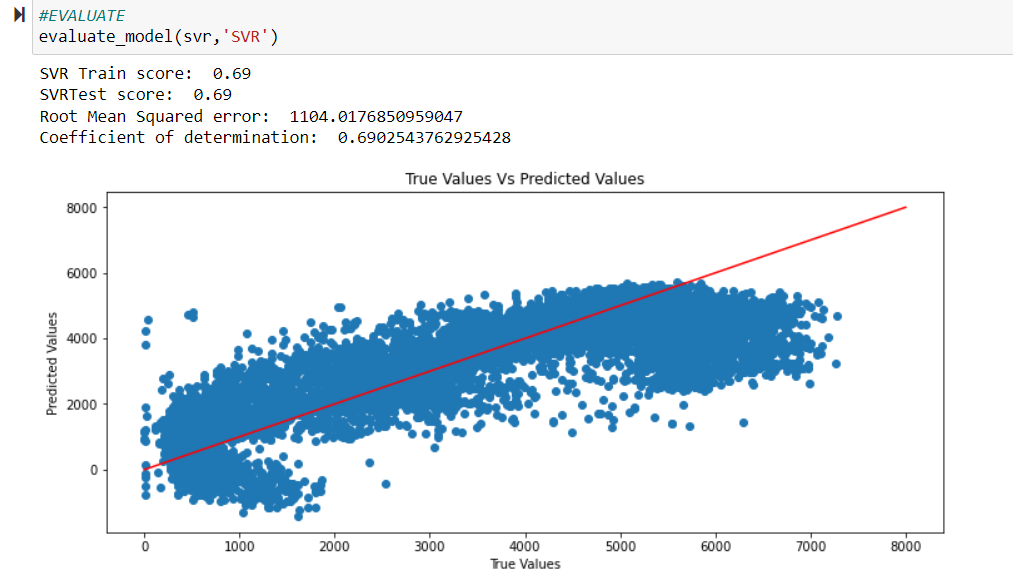 #EVALUATE
evaluate_model(svr,'SVR')
SVR Train score:  0.69
SVRTest score:  0.69
Root Mean Squared error:  1104.0176850959047
Coefficient of determination:  0.6902543762925428
True Values Vs Predicted Values
8000
6000
4000
2000
0
Predicted Values
0 1000 2000 3000 4000 5000 6000 7000 8000
True Values